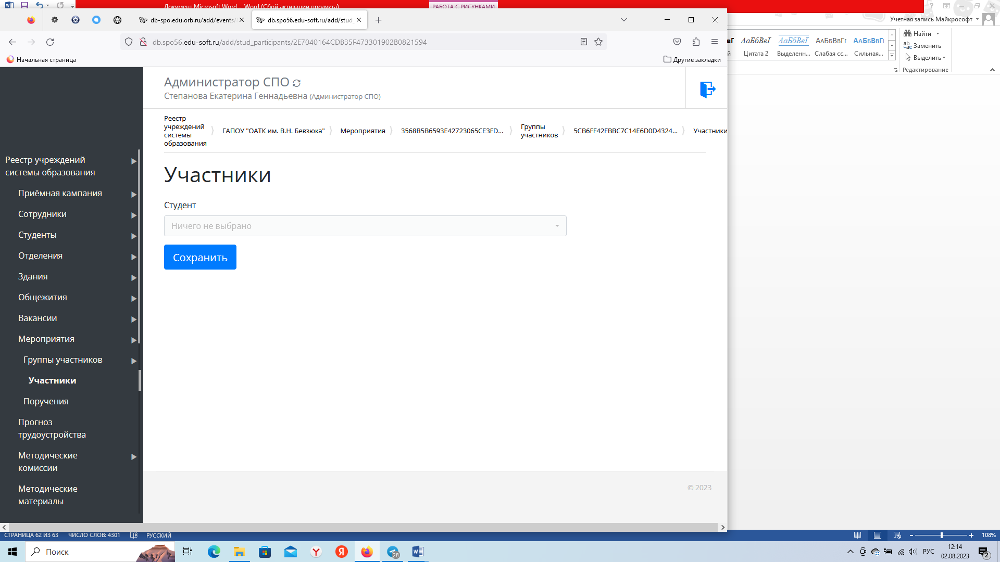 Документ Microsoft Word - Word (Сбой активации продукта)
РАБОТА С РИСУНКАМИ
db-spo.edu.orb.ru/add/events/
db.spo56.edu-soft.ru/add/stud_
Учетная запись Майкрософт
db.spo56.edu-soft.ru/add/stud_participants/2E7040164CDB35F473301902B0821594
Начальная страница
Другие закладки
АаБбВвІ АаБбВвІ АаБбВвГг АаБбВвГг
Цитата 2 Выделенн... Слабая сс... Сильная...
Найти
Заменить
Выделить
Редактирование
Администратор СПО
Степанова Екатерина Геннадьевна (Администратор СПО)
Реестр
учреждений
системы
образования
ГАПОУ "ОАТК им. В.Н. Бевзюка"
Мероприятия
3568B5B6593E42723065CE3FD...
Группы
участников
5CB6FF42FBBC7C14E6D0D4324...
Участники
Реестр учреждений
системы образования
Приёмная кампания
Сотрудники
Студенты
Отделения
Здания
Общежития
Вакансии
Мероприятия
Группы участников
Участники
Поручения
Прогноз
трудоустройства
Методические
комиссии
Методические
материалы
Участники
Студент
Ничего не выбрано
Сохранить
© 2023
СТРАНИЦА 62 ИЗ 63 ЧИСЛО СЛОВ: 4301 РУССКИЙ
108%
Поиск
28
РУС
12:14
02.08.2023
2